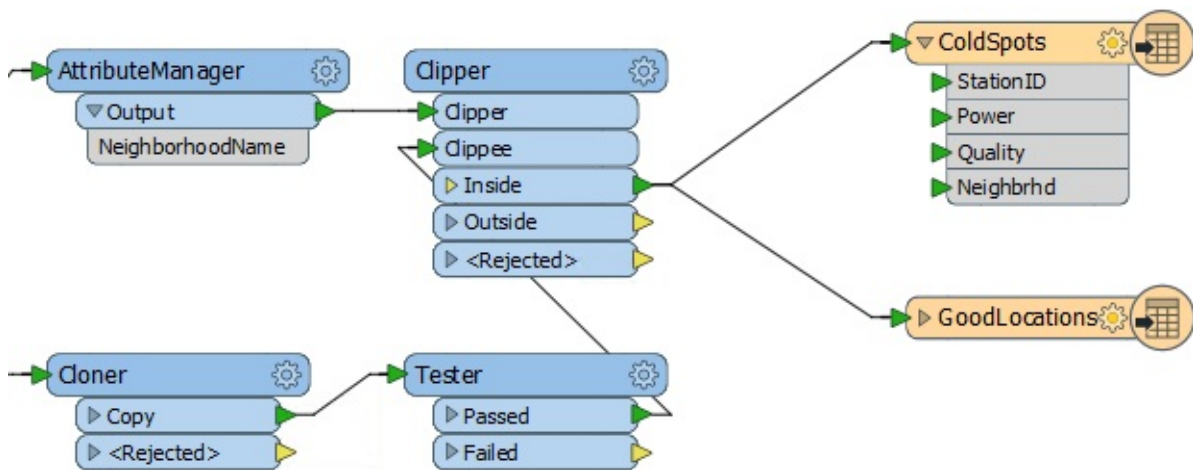 AttributeManager
Output
NeighborhoodName
Clipper
Clipper
Clippee
Inside
Outside
<Rejected>
ColdSpots
StationID
Power
Quality
Neighbrhd
GoodLocations
Cloner
Copy
<Rejected>
Tester
Passed
Failed